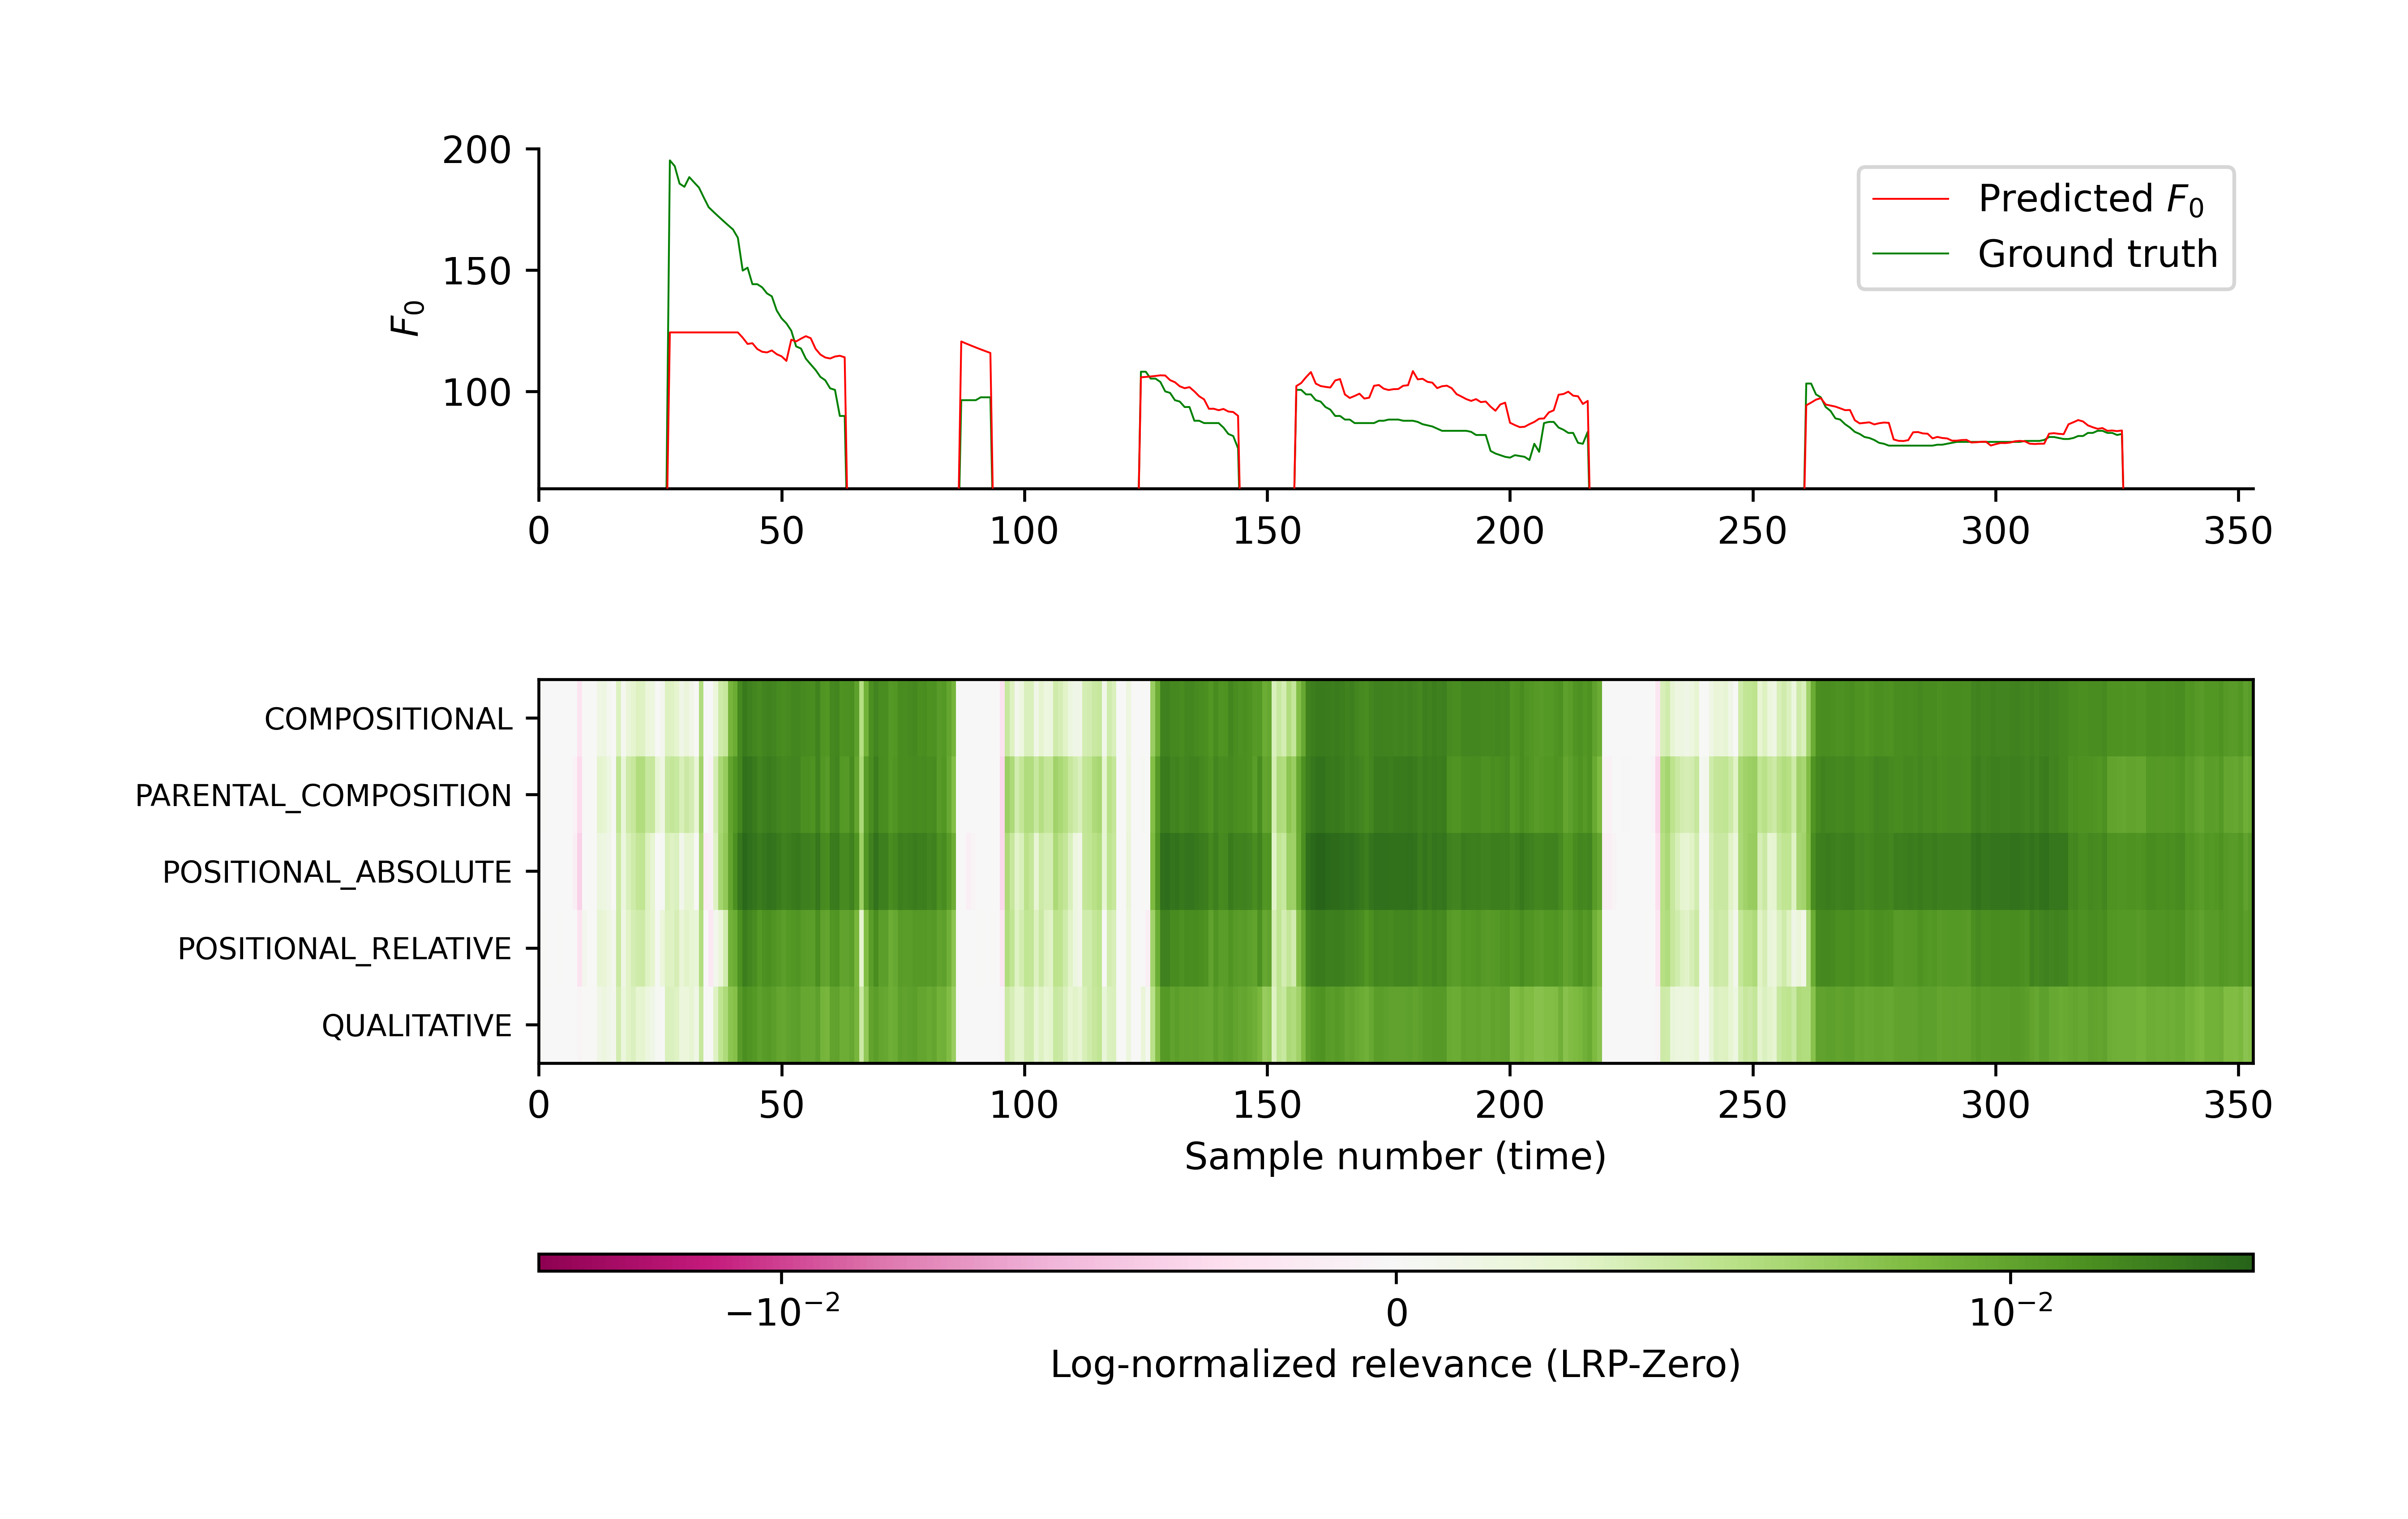 200
150
100
F₀
Predicted F₀
Ground truth
0 50 100 150 200 250 300 350
COMPOSITIONAL
PARENTAL_COMPOSITION
POSITIONAL_ABSOLUTE
POSITIONAL_RELATIVE
QUALITATIVE
0 50 100 150 200 250 300 350
Sample number (time)
−10⁻² 0 10⁻²
Log-normalized relevance (LRP-Zero)